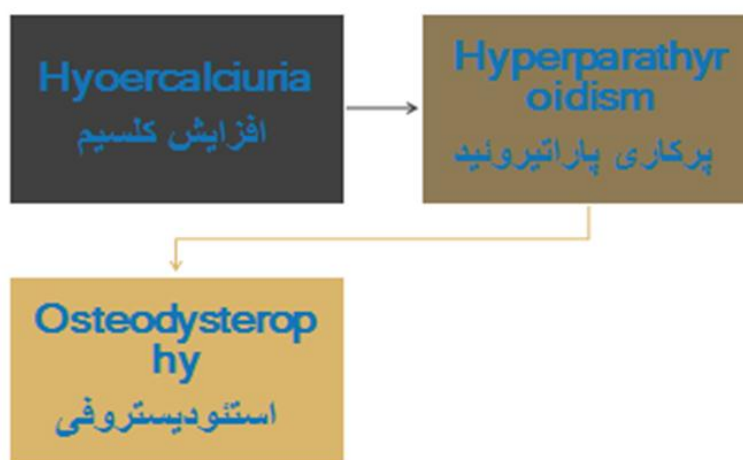 Hyoercalciuria
افزایش کلسیم
Hyperparathyr
oidism
پرکاری پاراتیروئید
Osteodysterop
hy
استئودیستروفی